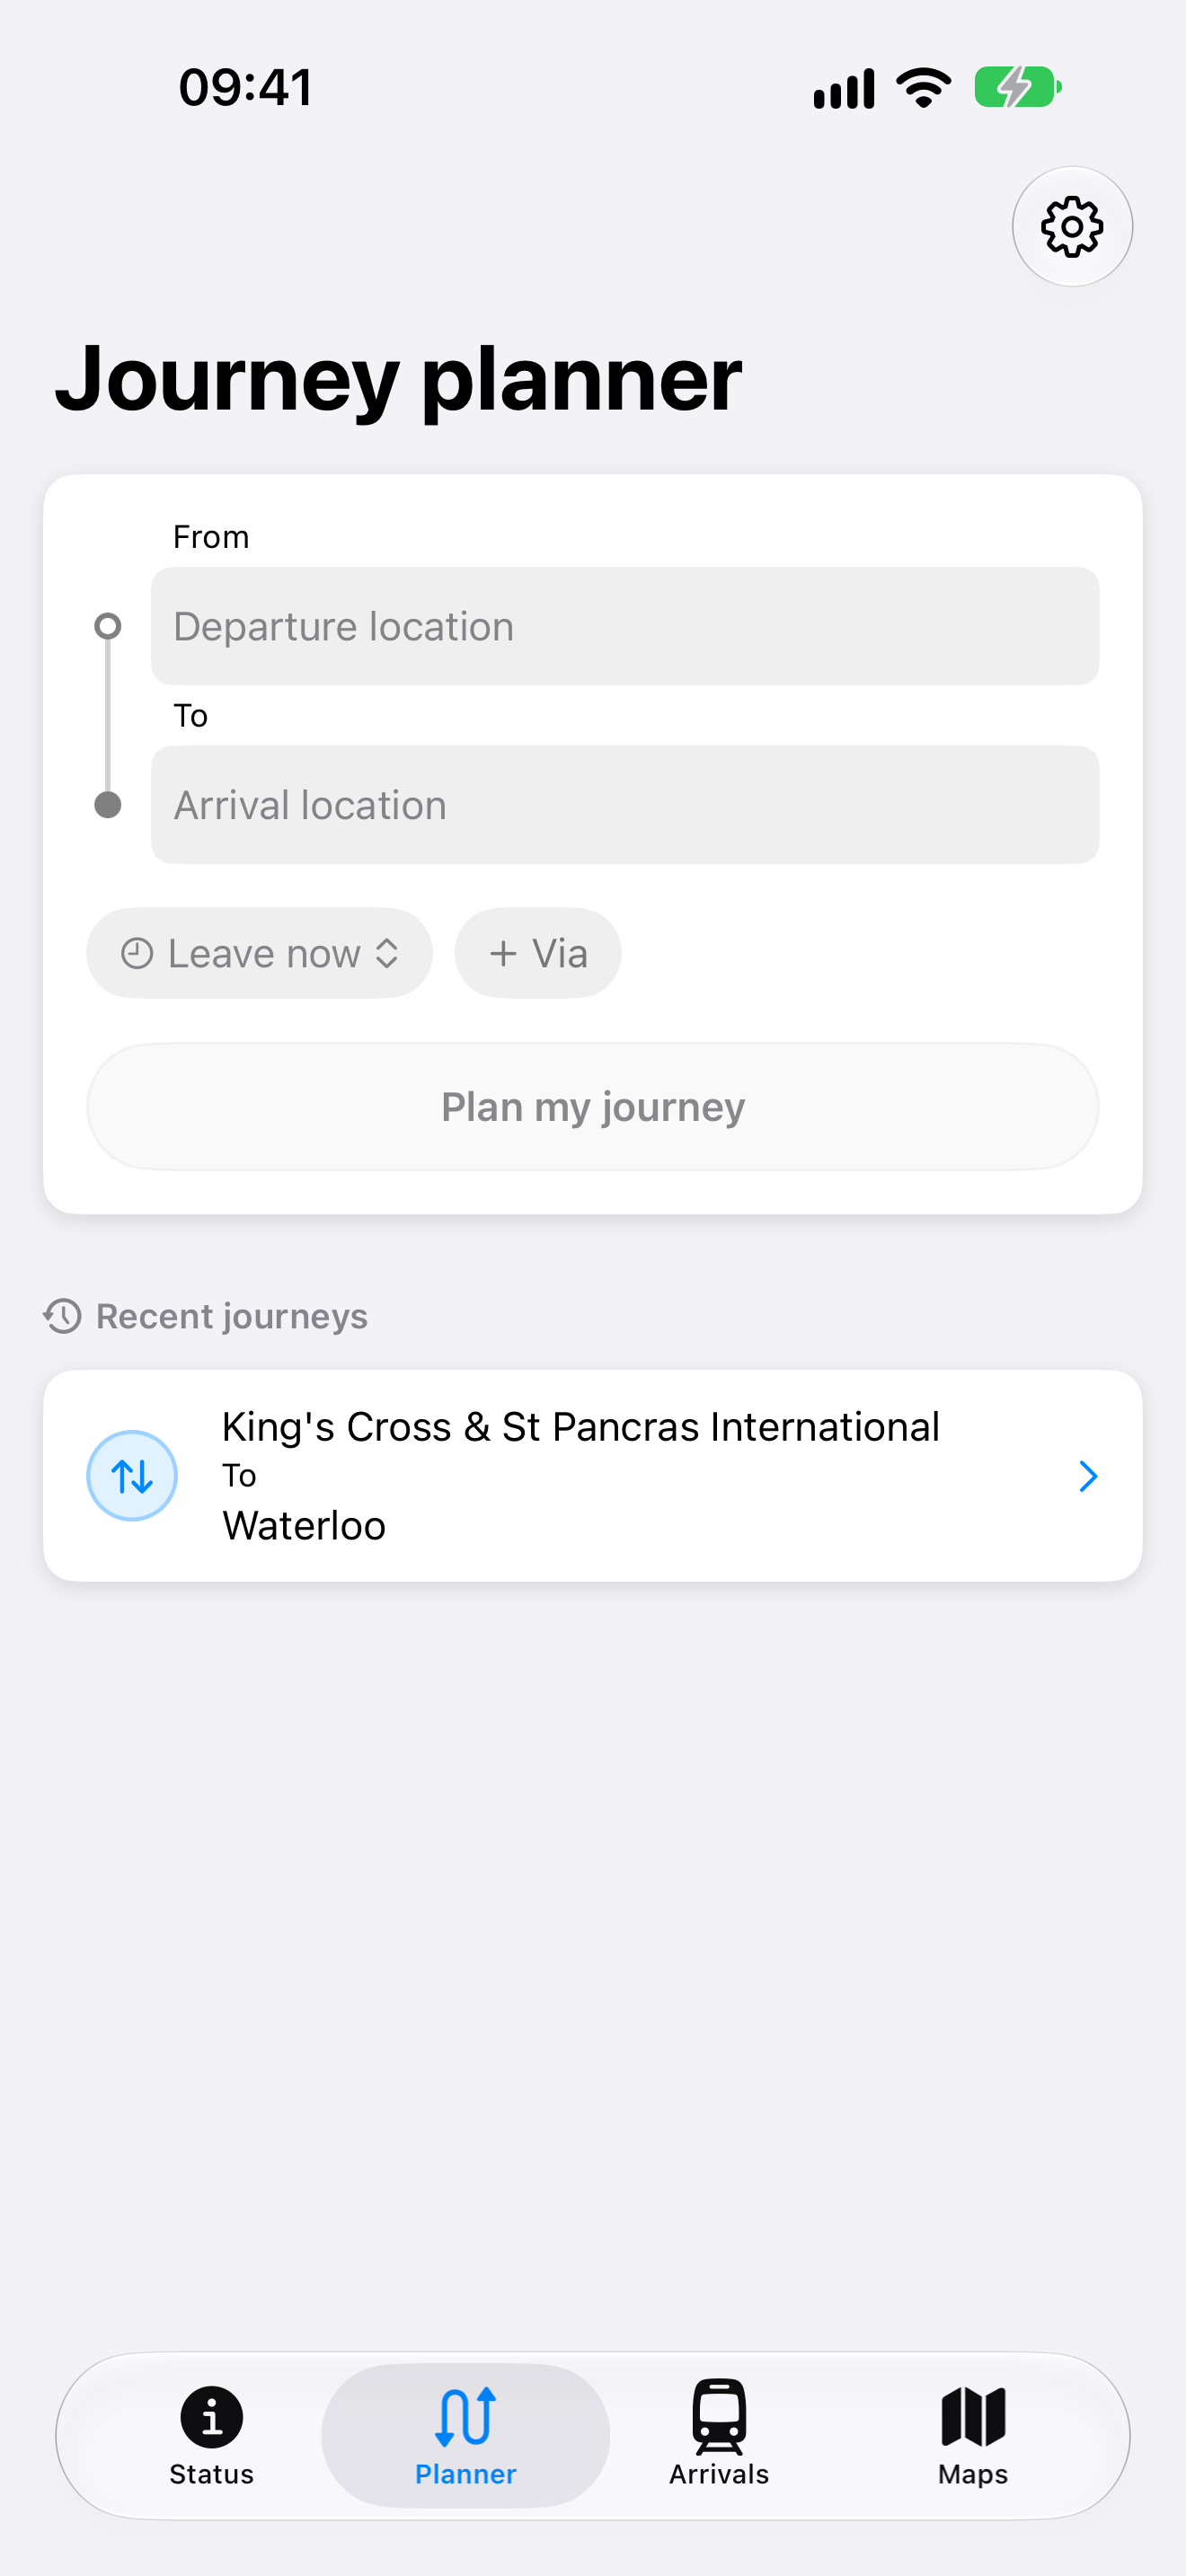 09:41
Journey planner
From
Departure location
To
Arrival location
Leave now
+ Via
Plan my journey
Recent journeys
King's Cross & St Pancras International
To
Waterloo
Status
Planner
Arrivals
Maps